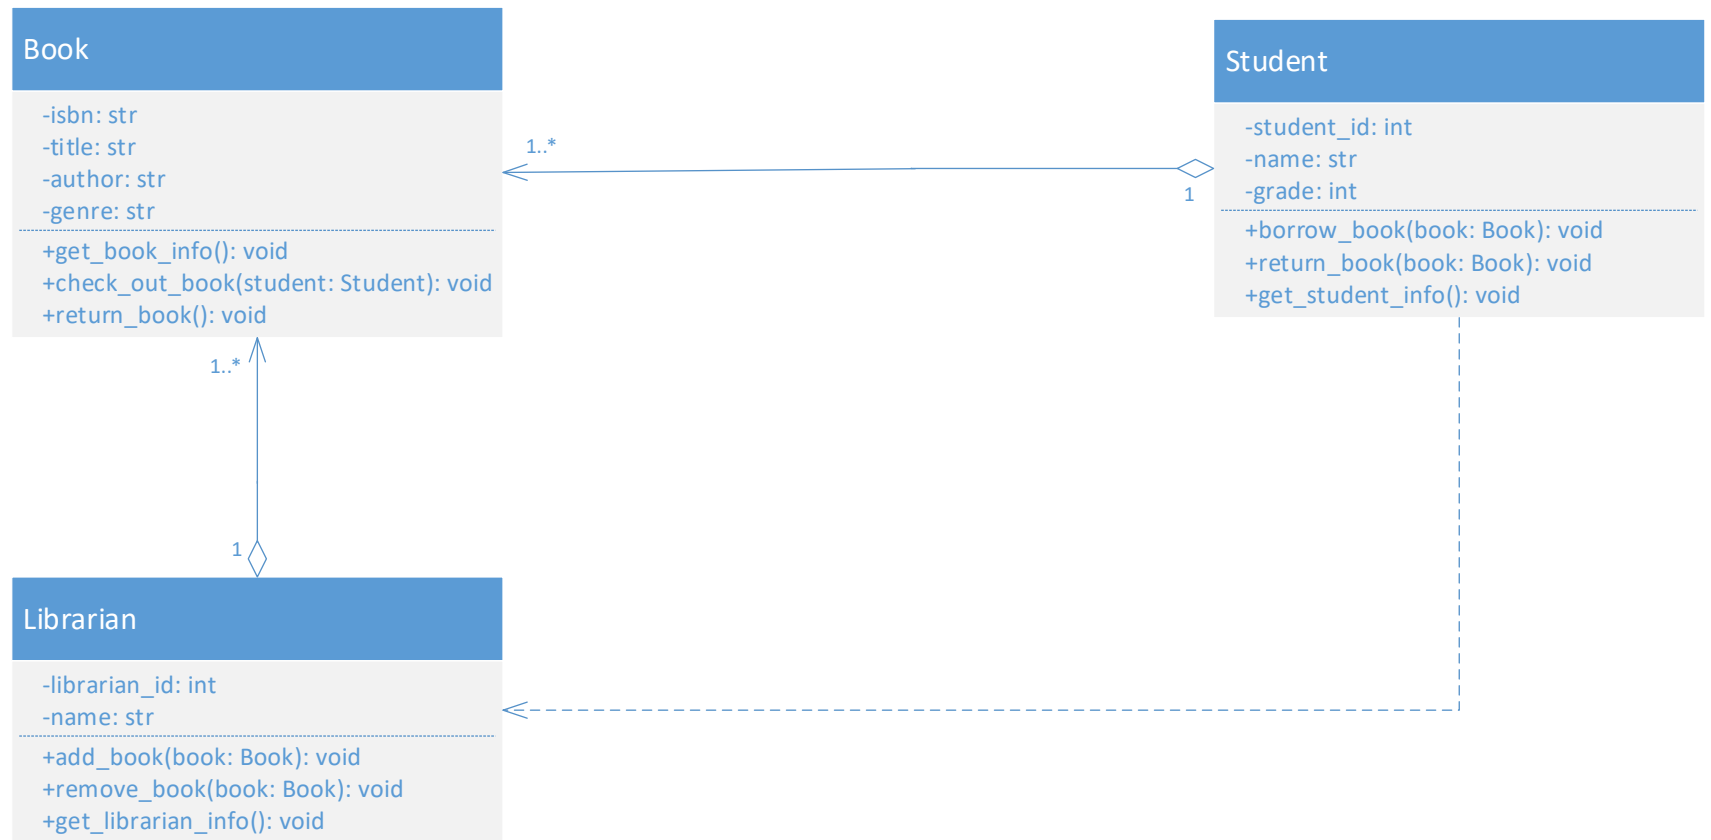 Book
-isbn: str
-title: str
-author: str
-genre: str
+get_book_info(): void
+check_out_book(student: Student): void
+return_book(): void
1..*
1
Student
-student_id: int
-name: str
-grade: int
+borrow_book(book: Book): void
+return_book(book: Book): void
+get_student_info(): void
1..*
1
Librarian
-librarian_id: int
-name: str
+add_book(book: Book): void
+remove_book(book: Book): void
+get_librarian_info(): void